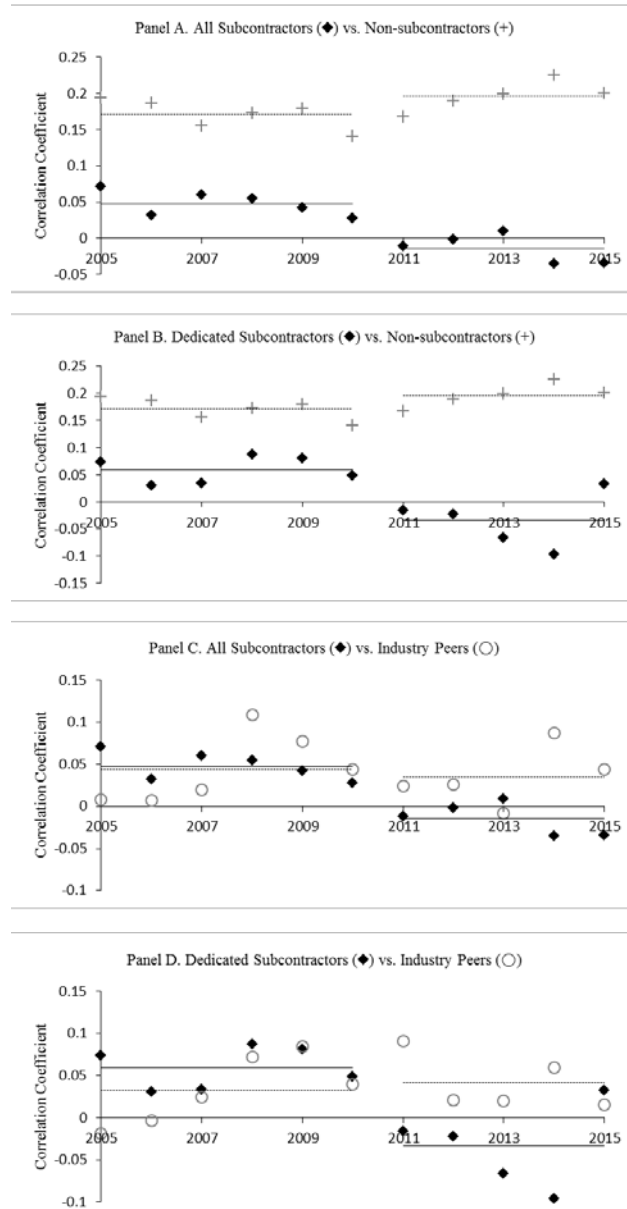 Panel A. All Subcontractors (◆) vs. Non-subcontractors (+)
Correlation Coefficient
0.25
0.2
0.15
0.1
0.05
0
-0.05
2005 2007 2009 2011 2013 2015
Panel B. Dedicated Subcontractors (◆) vs. Non-subcontractors (+)
Correlation Coefficient
0.25
0.2
0.15
0.1
0.05
0
-0.05
-0.1
-0.15
2005 2007 2009 2011 2013 2015
Panel C. All Subcontractors (◆) vs. Industry Peers (○)
Correlation Coefficient
0.15
0.1
0.05
0
-0.05
-0.1
2005 2007 2009 2011 2013 2015
Panel D. Dedicated Subcontractors (◆) vs. Industry Peers (○)
Correlation Coefficient
0.15
0.1
0.05
0
-0.05
-0.1
2005 2007 2009 2011 2013 2015